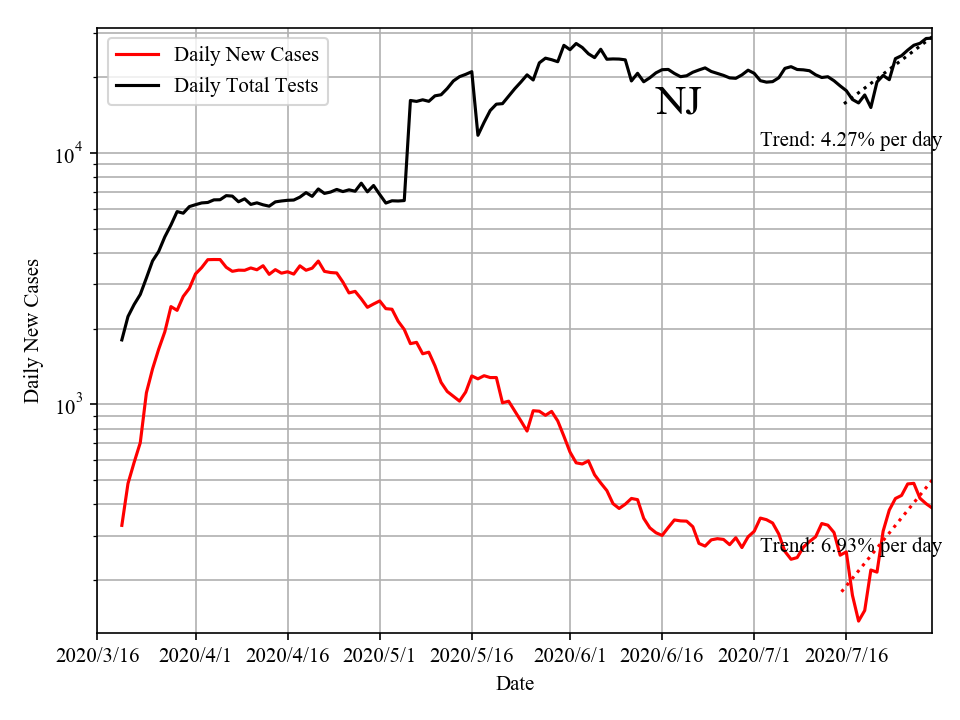 Daily New Cases
Daily Total Tests
NJ
Trend: 4.27% per day
10^4
Daily New Cases
10^3
Trend: 6.93% per day
2020/3/16 2020/4/1 2020/4/16 2020/5/1 2020/5/16 2020/6/1 2020/6/16 2020/7/1 2020/7/16
Date